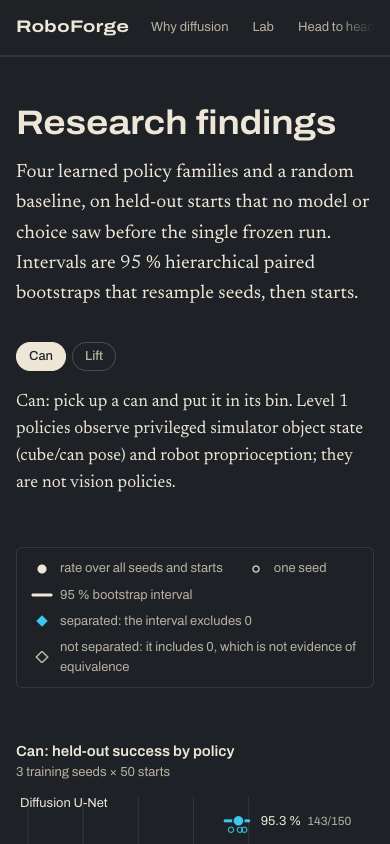 RoboForge Why diffusion Lab Head to head
Research findings
Four learned policy families and a random
baseline, on held-out starts that no model or
choice saw before the single frozen run.
Intervals are 95 % hierarchical paired
bootstraps that resample seeds, then starts.
Can Lift
Can: pick up a can and put it in its bin. Level 1
policies observe privileged simulator object state
(cube/can pose) and robot proprioception; they
are not vision policies.
rate over all seeds and starts one seed
95 % bootstrap interval
separated: the interval excludes 0
not separated: it includes 0, which is not evidence of
equivalence
Can: held-out success by policy
3 training seeds × 50 starts
Diffusion U-Net
95.3 % 143/150